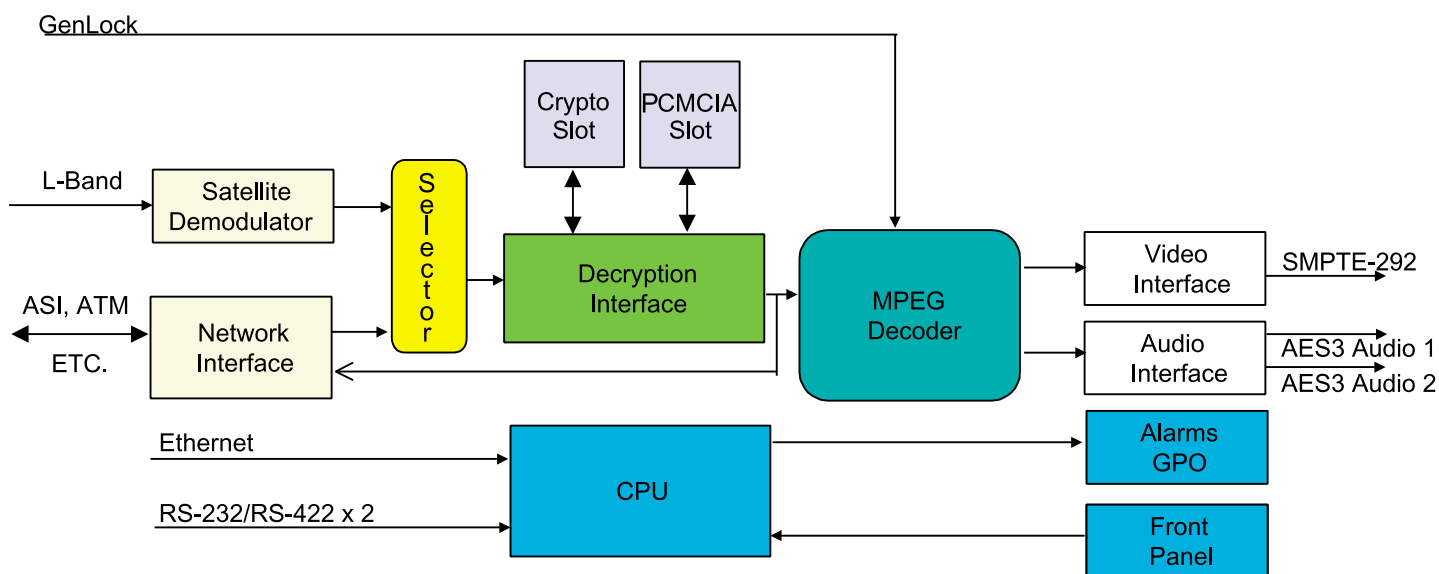 GenLock
Crypto
Slot
PCMCIA
Slot
L-Band
Satellite
Demodulator
Selector
Decryption
Interface
MPEG
Decoder
Video
Interface
SMPTE-292
ASI, ATM
ETC.
Network
Interface
Audio
Interface
AES3 Audio 1
AES3 Audio 2
Ethernet
RS-232/RS-422 x 2
CPU
Alarms
GPO
Front
Panel